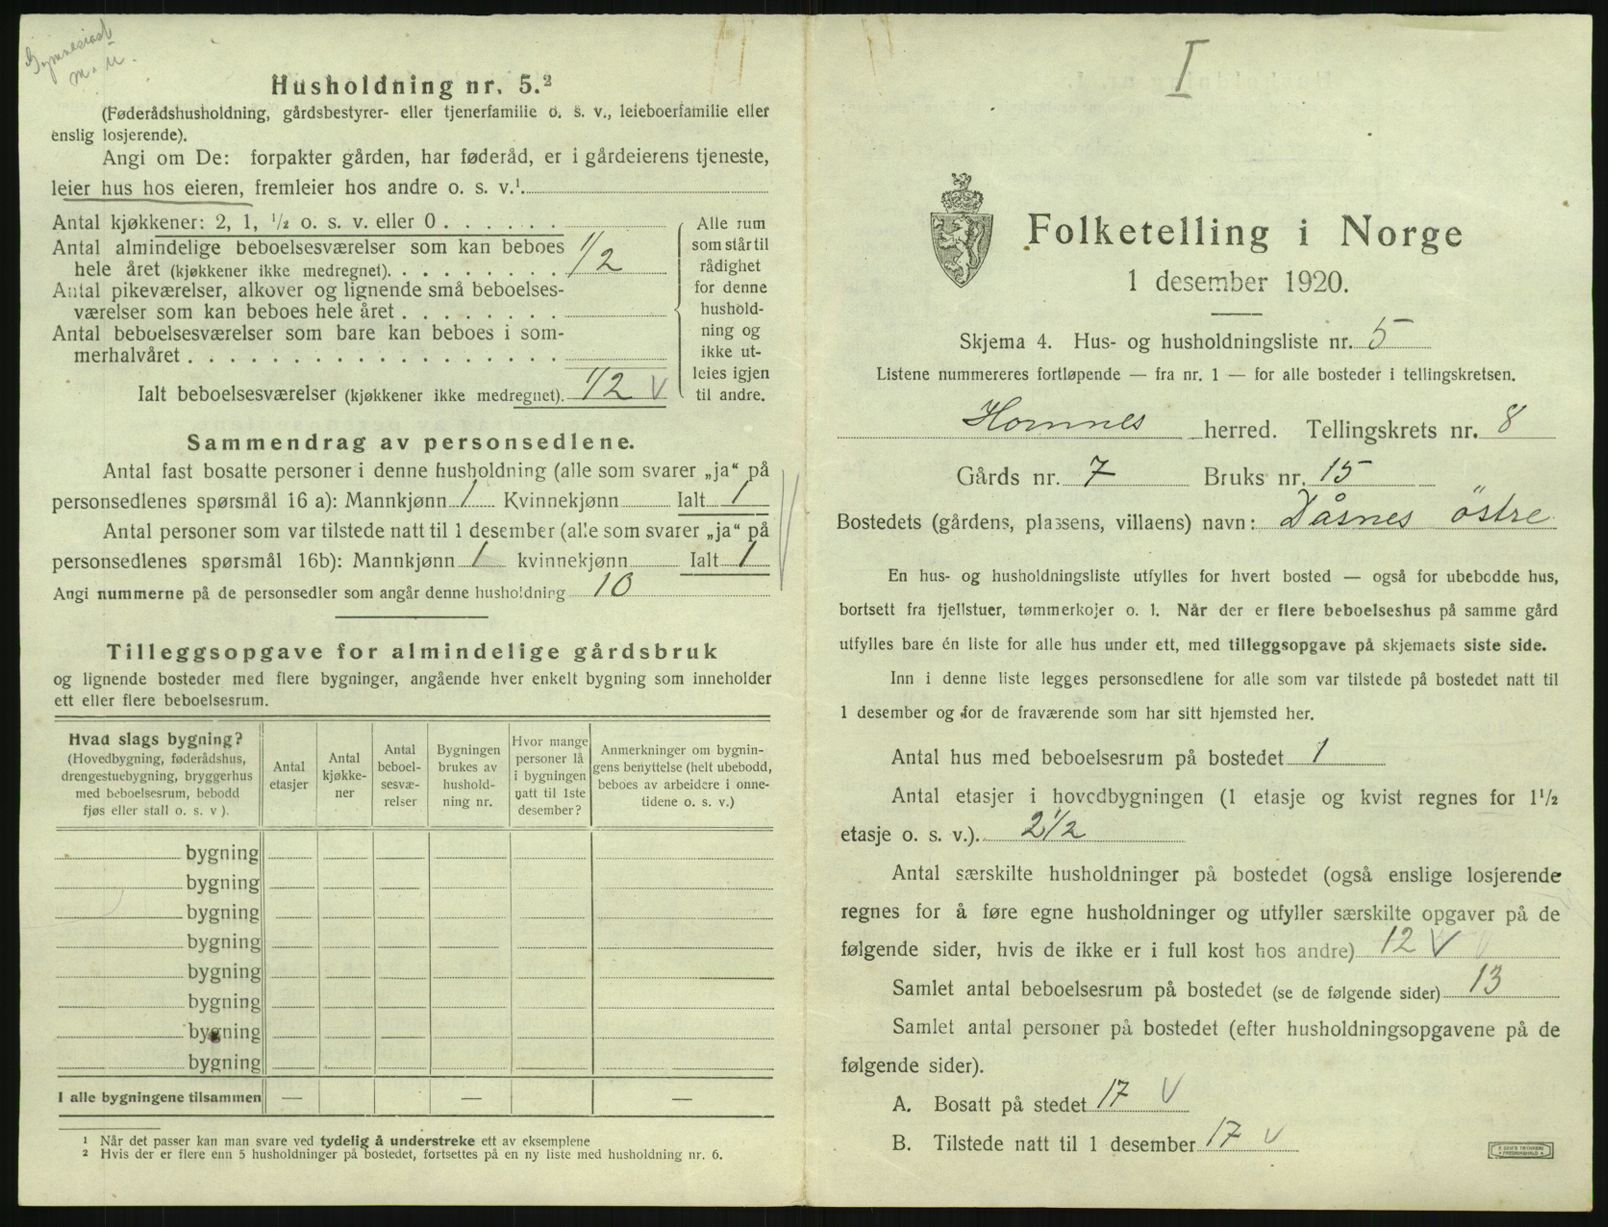 m. u.
Husholdning nr. 5.²
(Føderådshusholdning, gårdsbestyrer- eller tjenerfamilie o. s. v., leieboerfamilie eller
enslig losjerende).
Angi om De: forpakter gården, har føderåd, er i gårdeierens tjeneste,
leier hus hos eieren, fremleier hos andre o. s. v.¹
Antal kjøkkener: 2, 1, ½ o. s. v. eller 0 . . . . . .
Antal almindelige beboelsesværelser som kan beboes
hele året (kjøkkener ikke medregnet). . . . . . . . . 1/2
Antal pikeværelser, alkover og lignende små beboelses-
værelser som kan beboes hele året . . . . . . . .
Antal beboelsesværelser som bare kan beboes i som-
merhalvåret . . . . . . . . . . . . . . . . . .
Ialt beboelsesværelser (kjøkkener ikke medregnet). 1/2 V
Alle rum
som står til
rådighet
for denne
hushold-
ning og
ikke ut-
leies igjen
til andre.
Sammendrag av personsedlene.
Antal fast bosatte personer i denne husholdning (alle som svarer „ja“ på
personsedlenes spørsmål 16 a): Mannkjønn 1 Kvinnekjønn Ialt 1
Antal personer som var tilstede natt til 1 desember (alle som svarer „ja“ på
personsedlenes spørsmål 16b): Mannkjønn 1 kvinnekjønn Ialt 1
Angi nummerne på de personsedler som angår denne husholdning 10
Tilleggsopgave for almindelige gårdsbruk
og lignende bosteder med flere bygninger, angående hver enkelt bygning som inneholder
ett eller flere beboelsesrum.
Hvad slags bygning?
(Hovedbygning, føderådshus,
drengestuebygning, bryggerhus
med beboelsesrum, bebodd
fjøs eller stall o. s. v ).
Antal
etasjer
Antal
kjøkke-
ner
Antal
beboel-
sesvæ-
relser
Bygningen
brukes av
hushold-
ning nr.
Hvor mange
personer lå
i bygningen
natt til 1ste
desember?
Anmerkninger om bygnin-
gens benyttelse (helt ubebodd,
beboes av arbeidere i onne-
tidene o. s. v.)
bygning
bygning
bygning
bygning
bygning
bygning
bygning
bygning
I alle bygningene tilsammen — — —
¹ Når det passer kan man svare ved tydelig å understreke ett av eksemplene
² Hvis der er flere enn 5 husholdninger på bostedet, fortsettes på en ny liste med husholdning nr. 6.
I
Folketelling i Norge
1 desember 1920.
Skjema 4. Hus- og husholdningsliste nr. 5
Listene nummereres fortløpende — fra nr. 1 — for alle bosteder i tellingskretsen.
Hornnes herred. Tellingskrets nr. 8
Gårds nr. 7 Bruks nr. 15
Bostedets (gårdens, plassens, villaens) navn: Dåsnes östre
En hus- og husholdningsliste utfylles for hvert bosted — også for ubebodde hus,
bortsett fra fjellstuer, tømmerkojer o. l. Når der er flere beboelseshus på samme gård
utfylles bare én liste for alle hus under ett, med tilleggsopgave på skjemaets siste side.
Inn i denne liste legges personsedlene for alle som var tilstede på bostedet natt til
1 desember og for de fraværende som har sitt hjemsted her.
Antal hus med beboelsesrum på bostedet 1
Antal etasjer i hovedbygningen (1 etasje og kvist regnes for 1½
etasje o. s. v.). 2 1/2
Antal særskilte husholdninger på bostedet (også enslige losjerende
regnes for å føre egne husholdninger og utfyller særskilte opgaver på de
følgende sider, hvis de ikke er i full kost hos andre) 12 V
Samlet antal beboelsesrum på bostedet (se de følgende sider) 13
Samlet antal personer på bostedet (efter husholdningsopgavene på de
følgende sider).
A. Bosatt på stedet 17 V
B. Tilstede natt til 1 desember 17 V